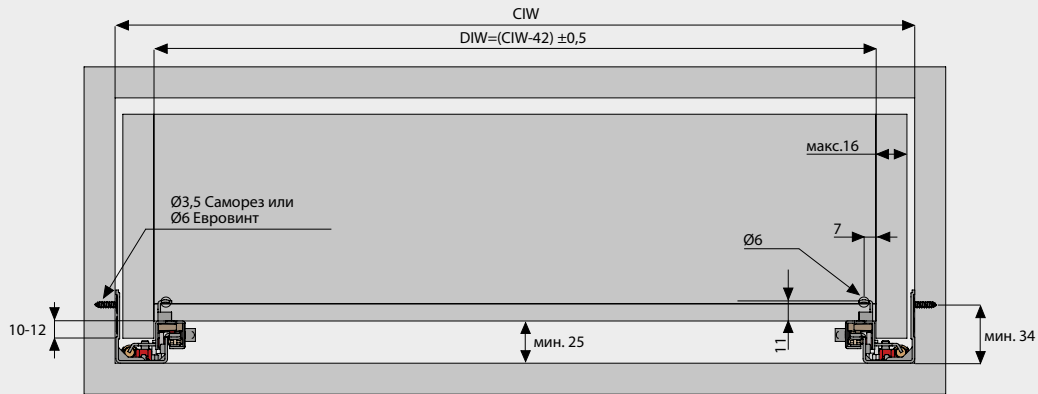 CIW
DIW=(CIW-42) ±0,5
макс.16
Ø3,5 Саморез или
Ø6 Евровинт
7
Ø6
10-12
мин. 25
11
мин. 34